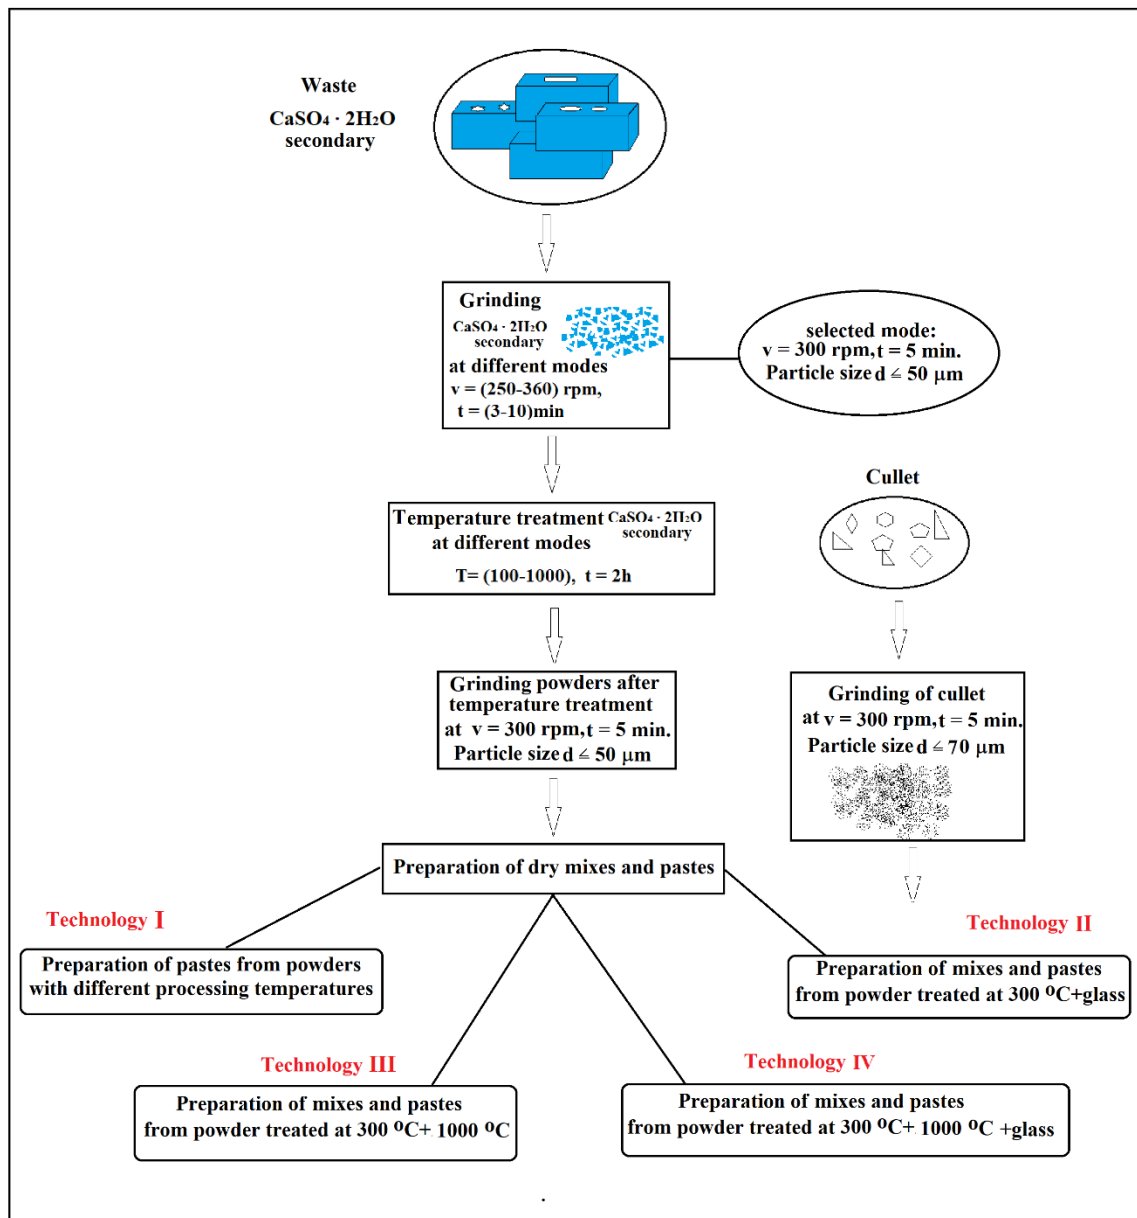 Waste
CaSO₄ · 2H₂O
secondary
Grinding
CaSO₄ · 2H₂O
secondary
at different modes
v = (250-360) rpm,
t = (3-10)min
selected mode:
v = 300 rpm, t = 5 min.
Particle size d ≤ 50 μm
Temperature treatment CaSO₄ · 2H₂O
secondary
at different modes
T= (100-1000), t = 2h
Cullet
Grinding powders after
temperature treatment
at v = 300 rpm, t = 5 min.
Particle size d ≤ 50 μm
Grinding of cullet
at v = 300 rpm, t = 5 min.
Particle size d ≤ 70 μm
Preparation of dry mixes and pastes
Technology I
Preparation of pastes from powders
with different processing temperatures
Technology II
Preparation of mixes and pastes
from powder treated at 300 ºC+glass
Technology III
Preparation of mixes and pastes
from powder treated at 300 ºC+ 1000 ºC
Technology IV
Preparation of mixes and pastes
from powder treated at 300 ºC+ 1000 ºC +glass